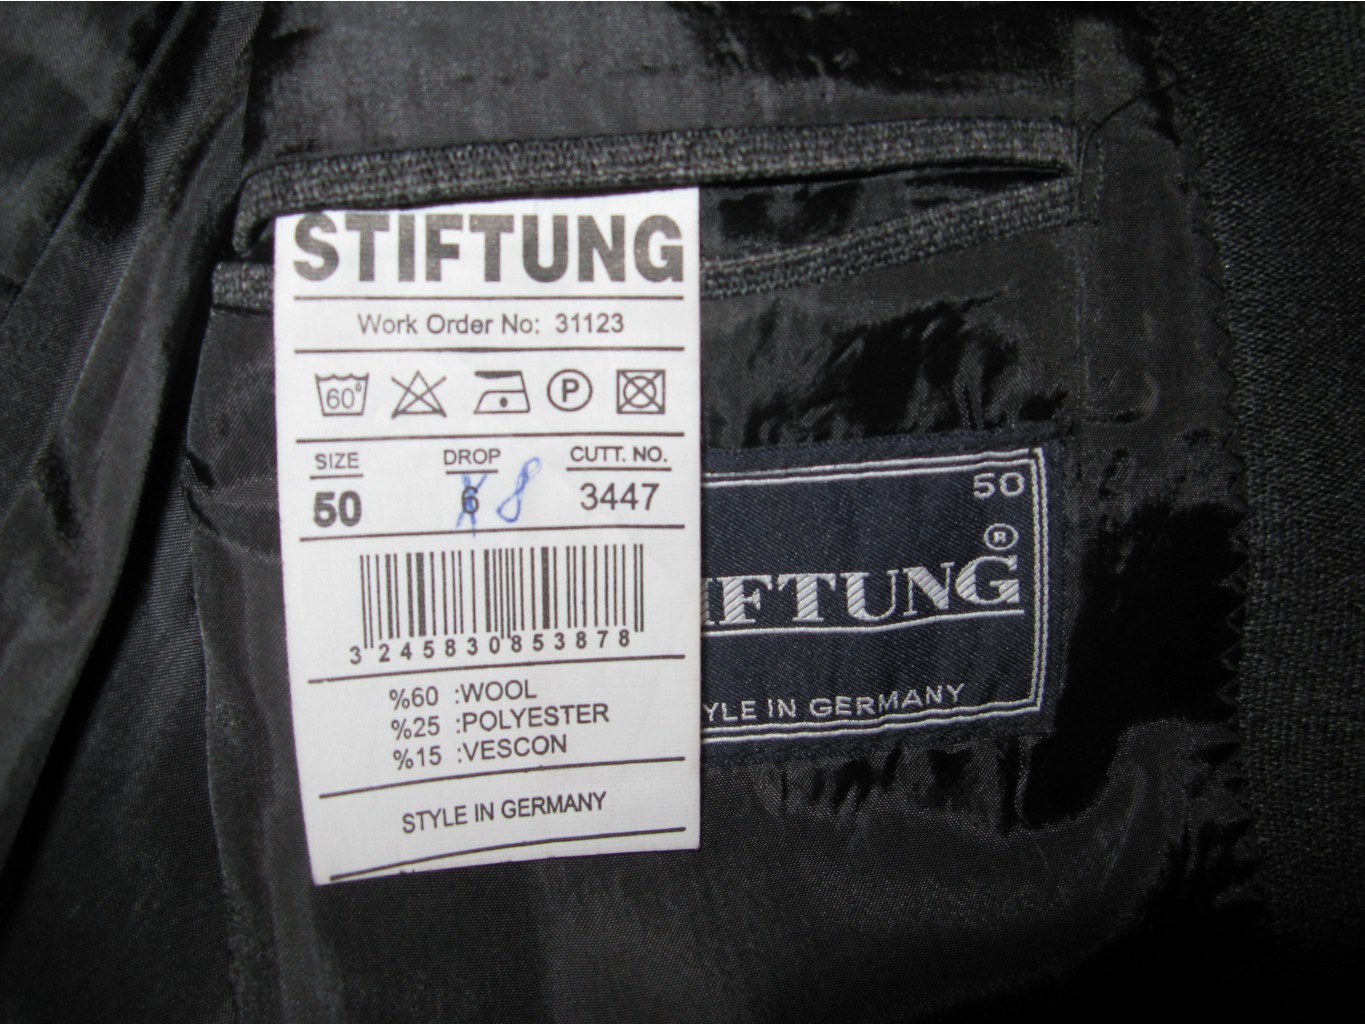 STIFTUNG
Work Order No: 31123
60°
P
SIZE DROP CUTT. NO.
50 6 8 3447
3245830853878
%60 :WOOL
%25 :POLYESTER
%15 :VESCON
STYLE IN GERMANY
50
®
IFTUNG
YLE IN GERMANY